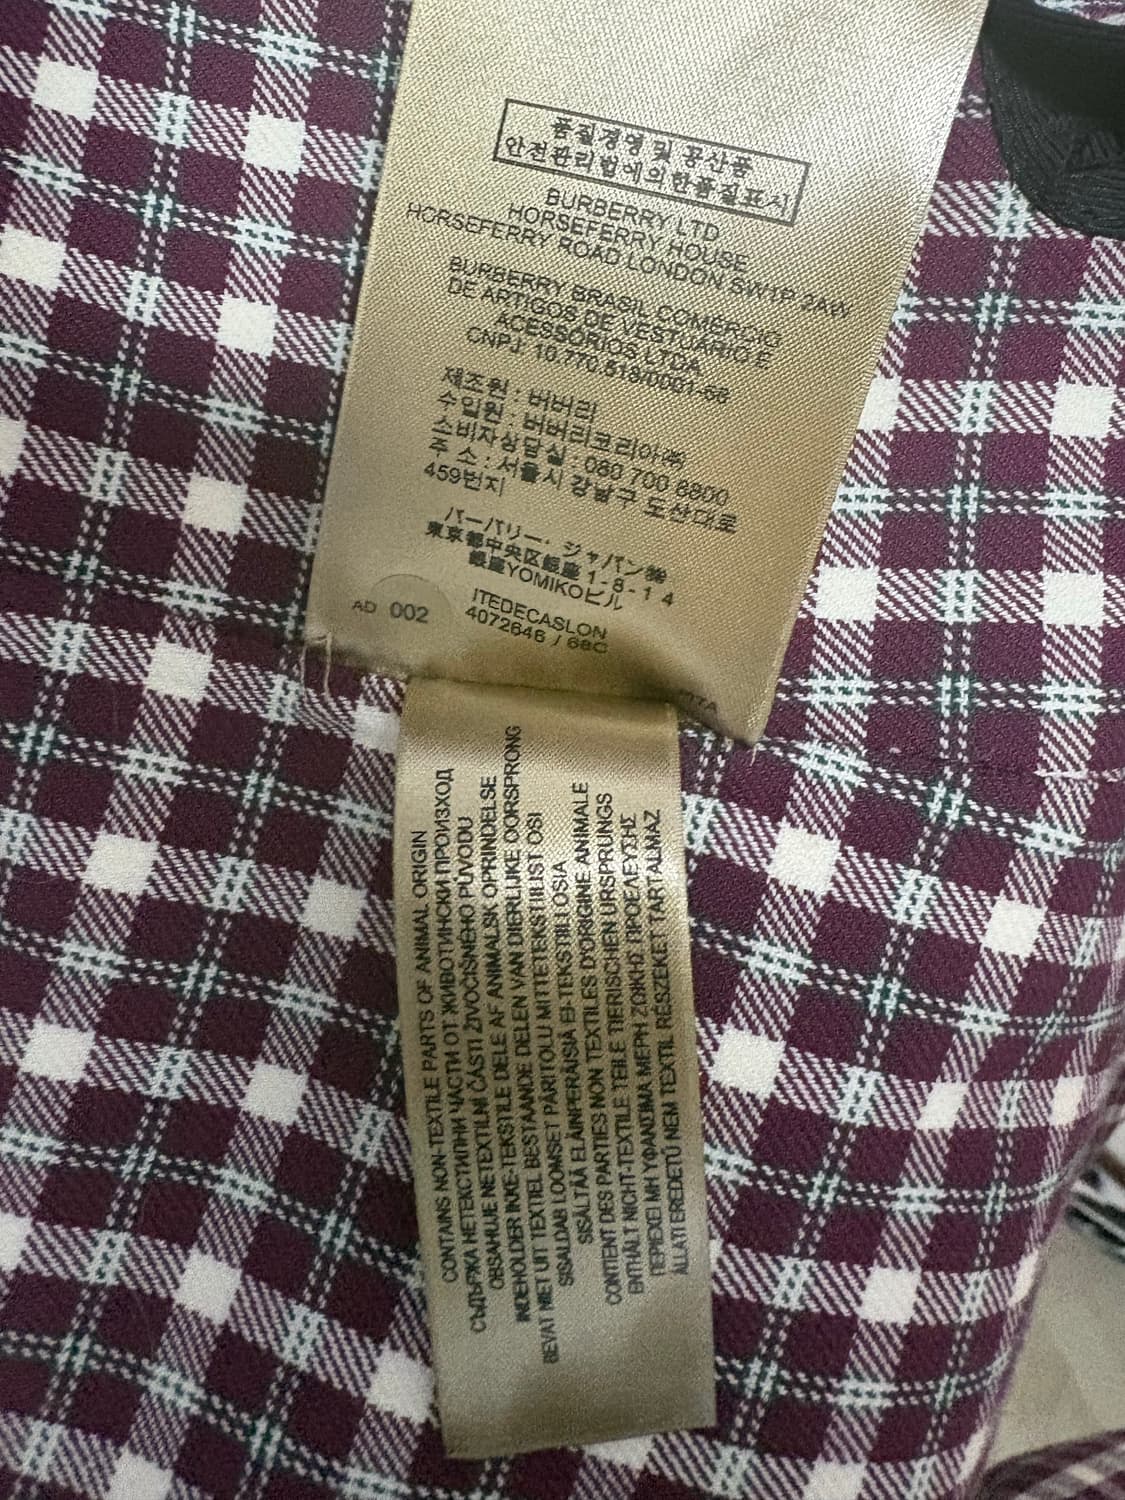 품질경영 및 공산품
안전관리법에의한품질표시
BURBERRY LTD
HORSEFERRY HOUSE
HORSEFERRY ROAD LONDON SW1P 2AW
BURBERRY BRASIL COMERCIO
DE ARTIGOS DE VESTUARIO E
ACESSORIOS LTDA
CNPJ: 10.770.518/0001-68
제조원 : 버버리
수입원 : 버버리코리아㈜
소비자상담실 : 080 700 8800
주 소 : 서울시 강남구 도산대로
459번지
バーバリー・ジャパン㈱
東京都中央区銀座 1 - 8 - 1 4
銀座YOMIKOビル
AD 002
ITEDECASLON
4072646 / 68C
CONTAINS NON-TEXTILE PARTS OF ANIMAL ORIGIN
СЪДЪРЖА НЕТЕКСТИЛНИ ЧАСТИ ОТ ЖИВОТИНСКИ ПРОИЗХОД
OBSAHUJE NETEXTILNÍ ČÁSTI ŽIVOČIŠNÉHO PŮVODU
INDEHOLDER IKKE-TEKSTILE DELE AF ANIMALSK OPRINDELSE
BEVAT NIET UIT TEXTIEL BESTAANDE DELEN VAN DIERLIJKE OORSPRONG
SISALDAB LOOMSET PÄRITOLU MITTETEKSTIILIST OSI
SISÄLTÄÄ ELÄINPERÄISIÄ EI-TEKSTIILI OSIA
CONTIENT DES PARTIES NON TEXTILES D'ORIGINE ANIMALE
ENTHÄLT NICHT-TEXTILE TEILE TIERISCHEN URSPRUNGS
ΠΕΡΙΕΧΕΙ ΜΗ ΥΦΑΝΣΙΜΑ ΜΕΡΗ ΖΩΙΚΗΣ ΠΡΟΕΛΕΥΣΗΣ
ÁLLATI EREDETŰ NEM TEXTIL RÉSZEKET TARTALMAZ